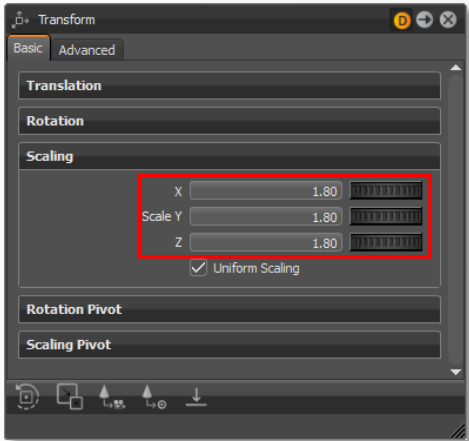 Transform
D
Basic Advanced
Translation
Rotation
Scaling
X 1.80
Scale Y 1.80
Z 1.80
Uniform Scaling
Rotation Pivot
Scaling Pivot